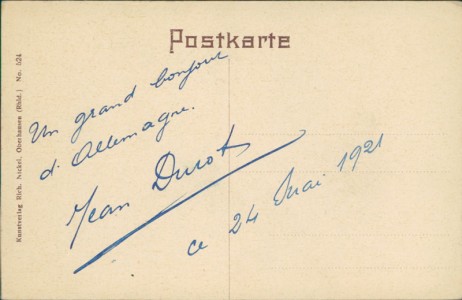 Postkarte
Un grand bonjour
d'Allemagne.
Jean Durot
ce 24 Mai 1921
Kunstverlag Rich. Nickel, Oberhausen (Rhld.) No. 524